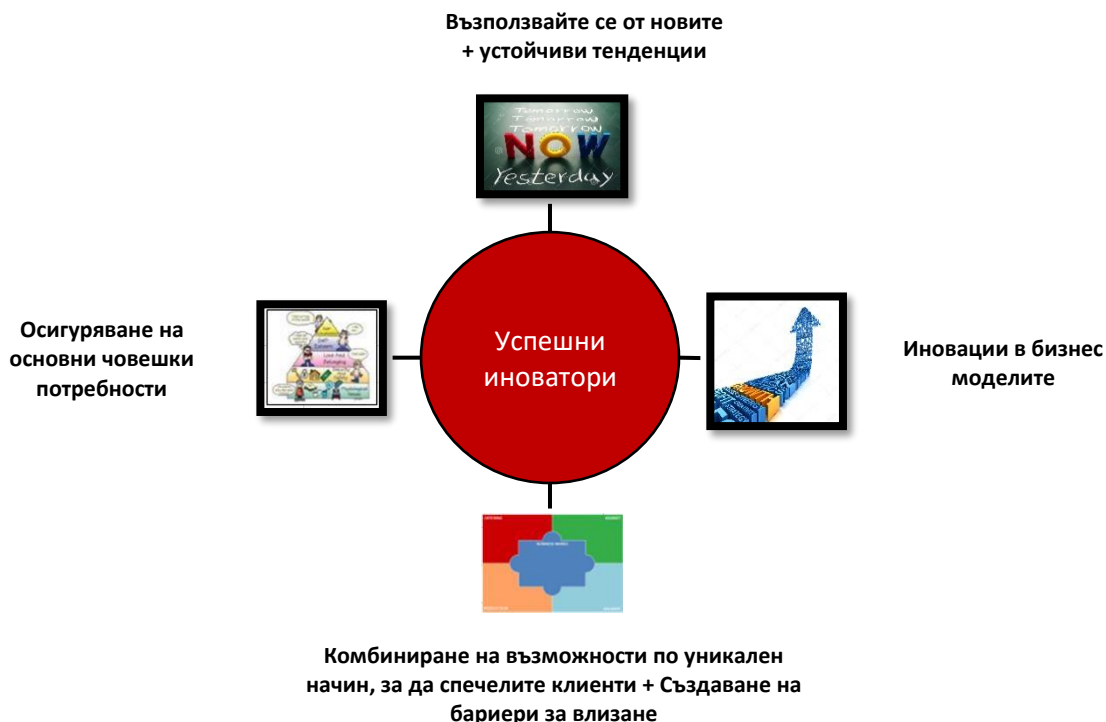 Възползвайте се от новите
+ устойчиви тенденции
Tomorrow
Tomorrow
Tomorrow
NOW
Yesterday
Осигуряване на
основни човешки
потребности
Успешни
иноватори
Иновации в бизнес
моделите
Комбиниране на възможности по уникален
начин, за да спечелите клиенти + Създаване на
бариери за влизане